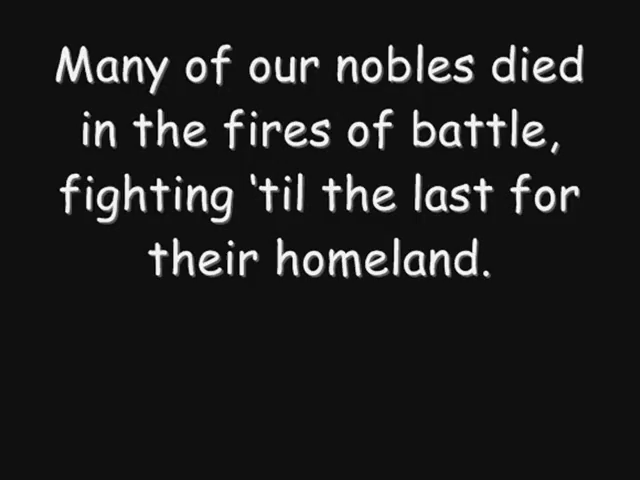 Many of our nobles died
in the fires of battle,
fighting ‘til the last for
their homeland.